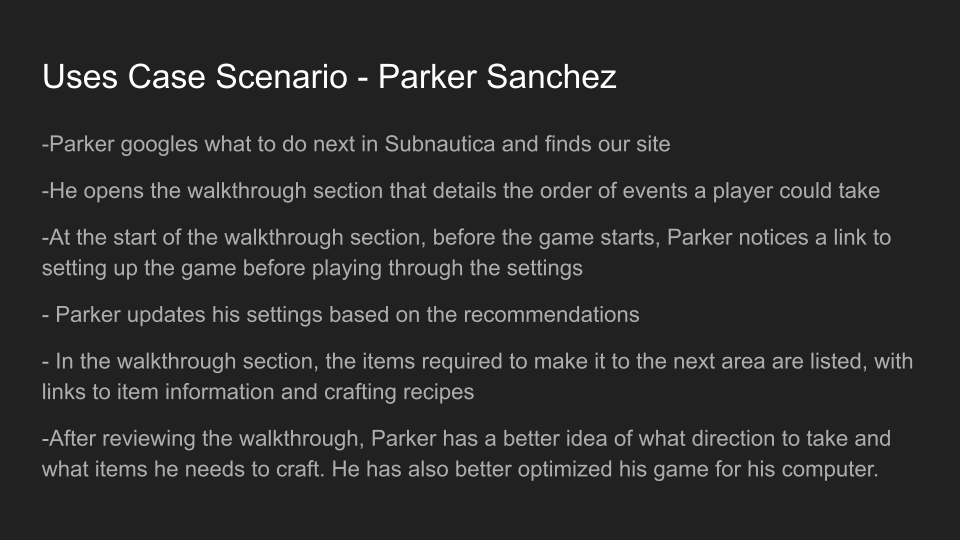 Uses Case Scenario - Parker Sanchez
-Parker googles what to do next in Subnautica and finds our site
-He opens the walkthrough section that details the order of events a player could take
-At the start of the walkthrough section, before the game starts, Parker notices a link to
setting up the game before playing through the settings
- Parker updates his settings based on the recommendations
- In the walkthrough section, the items required to make it to the next area are listed, with
links to item information and crafting recipes
-After reviewing the walkthrough, Parker has a better idea of what direction to take and
what items he needs to craft. He has also better optimized his game for his computer.